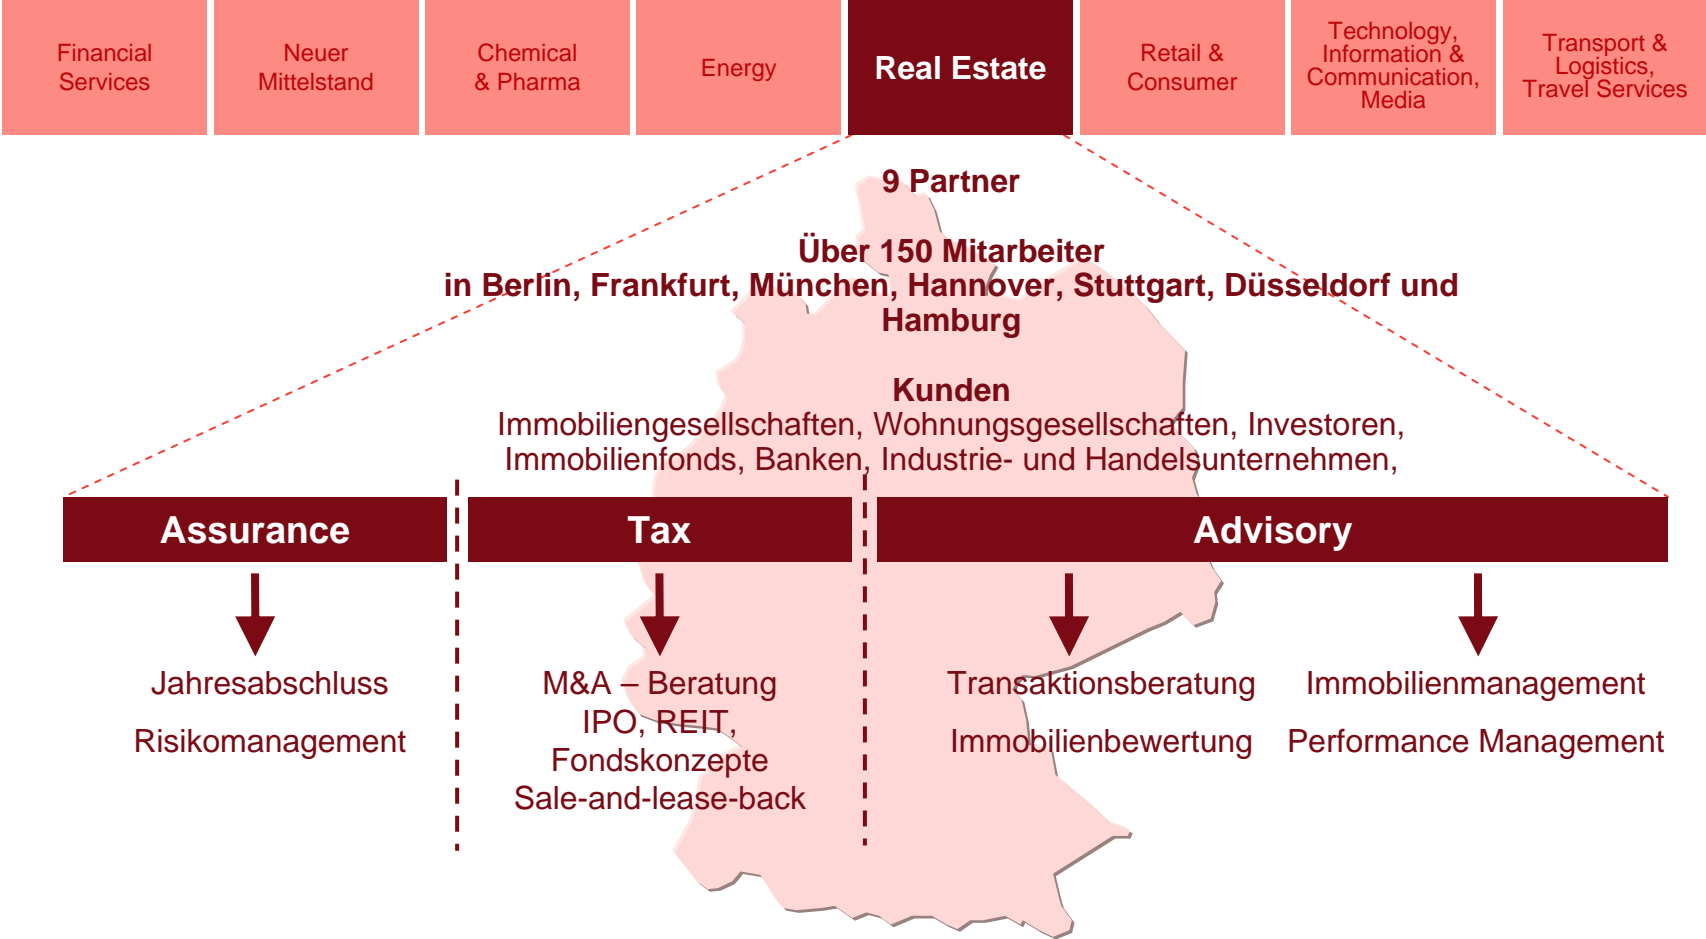 Financial
Services
Neuer
Mittelstand
Chemical
& Pharma
Energy
Real Estate
Retail &
Consumer
Technology,
Information &
Communication,
Media
Transport &
Logistics,
Travel Services
9 Partner
Über 150 Mitarbeiter
in Berlin, Frankfurt, München, Hannover, Stuttgart, Düsseldorf und
Hamburg
Kunden
Immobiliengesellschaften, Wohnungsgesellschaften, Investoren,
Immobilienfonds, Banken, Industrie- und Handelsunternehmen,
Assurance
Tax
Advisory
Jahresabschluss
Risikomanagement
M&A – Beratung
IPO, REIT,
Fondskonzepte
Sale-and-lease-back
Transaktionsberatung
Immobilienbewertung
Immobilienmanagement
Performance Management